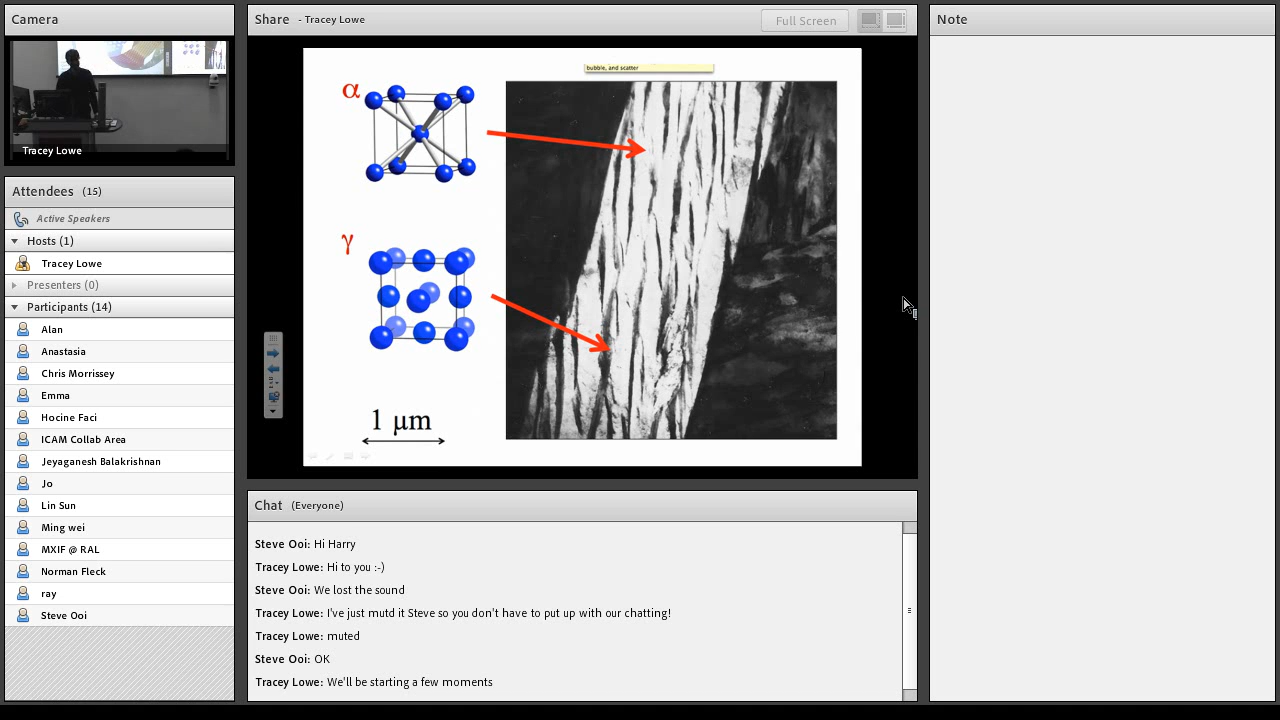 Camera
Tracey Lowe
Attendees (15)
Active Speakers
Hosts (1)
Tracey Lowe
Presenters (0)
Participants (14)
Alan
Anastasia
Chris Morrissey
Emma
Hocine Faci
ICAM Collab Area
Jeyaganesh Balakrishnan
Jo
Lin Sun
Ming wei
MXIF @ RAL
Norman Fleck
ray
Steve Ooi
Share - Tracey Lowe
Full Screen
bubble, and scatter
α
γ
1 µm
Chat (Everyone)
Steve Ooi: Hi Harry
Tracey Lowe: Hi to you :-)
Steve Ooi: We lost the sound
Tracey Lowe: I've just mutd it Steve so you don't have to put up with our chatting!
Tracey Lowe: muted
Steve Ooi: OK
Tracey Lowe: We'll be starting a few moments
Note